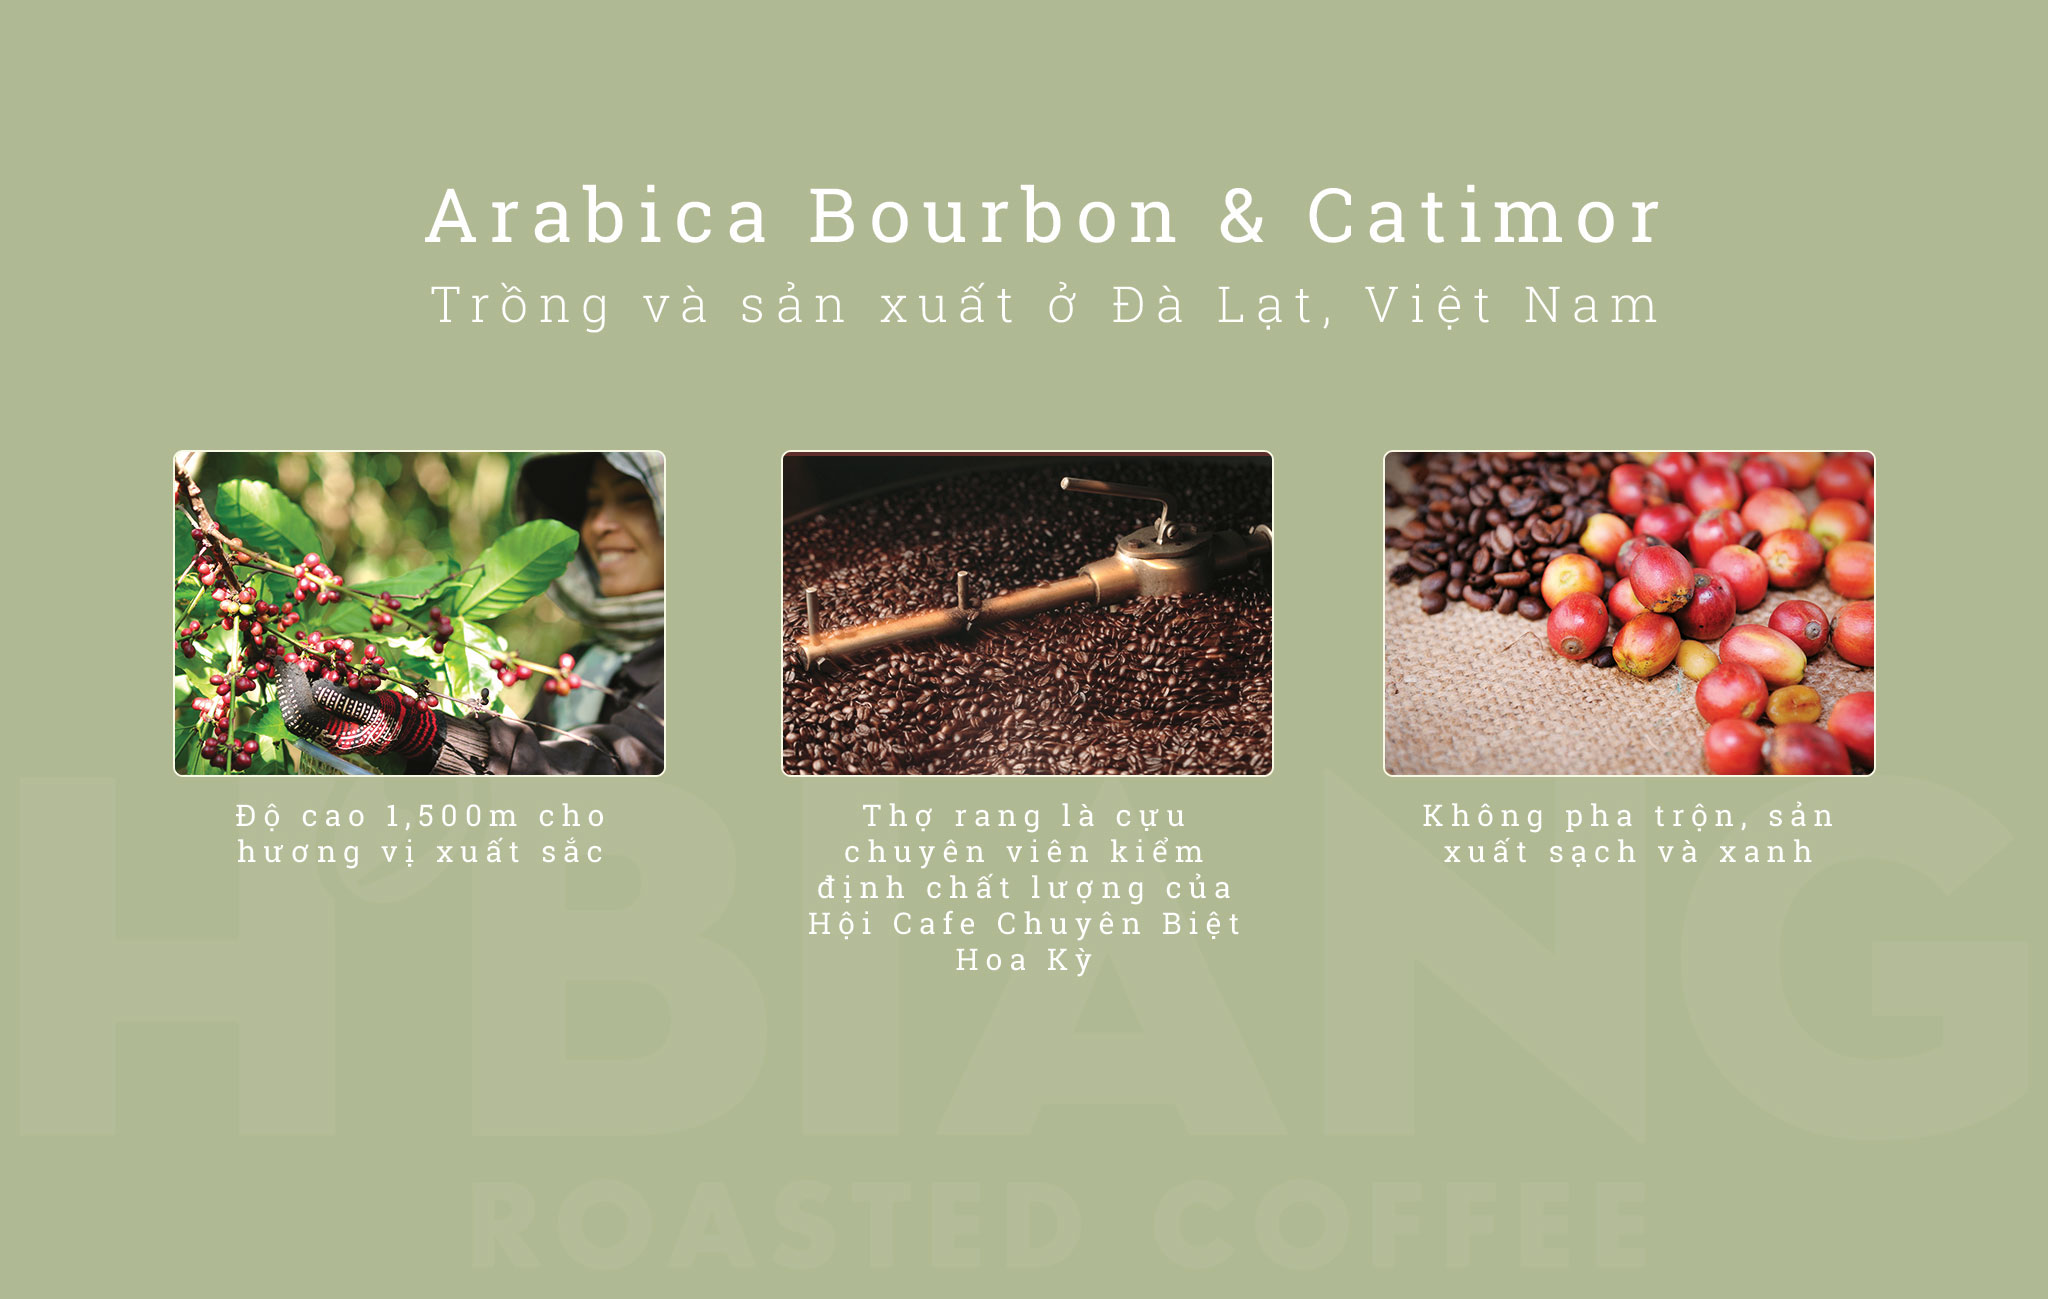 Arabica Bourbon & Catimor
Trồng và sản xuất ở Đà Lạt, Việt Nam
Độ cao 1,500m cho
hương vị xuất sắc
Thợ rang là cựu
chuyên viên kiểm
định chất lượng của
Hội Cafe Chuyên Biệt
Hoa Kỳ
Không pha trộn, sản
xuất sạch và xanh
H'BIANG
ROASTED COFFEE